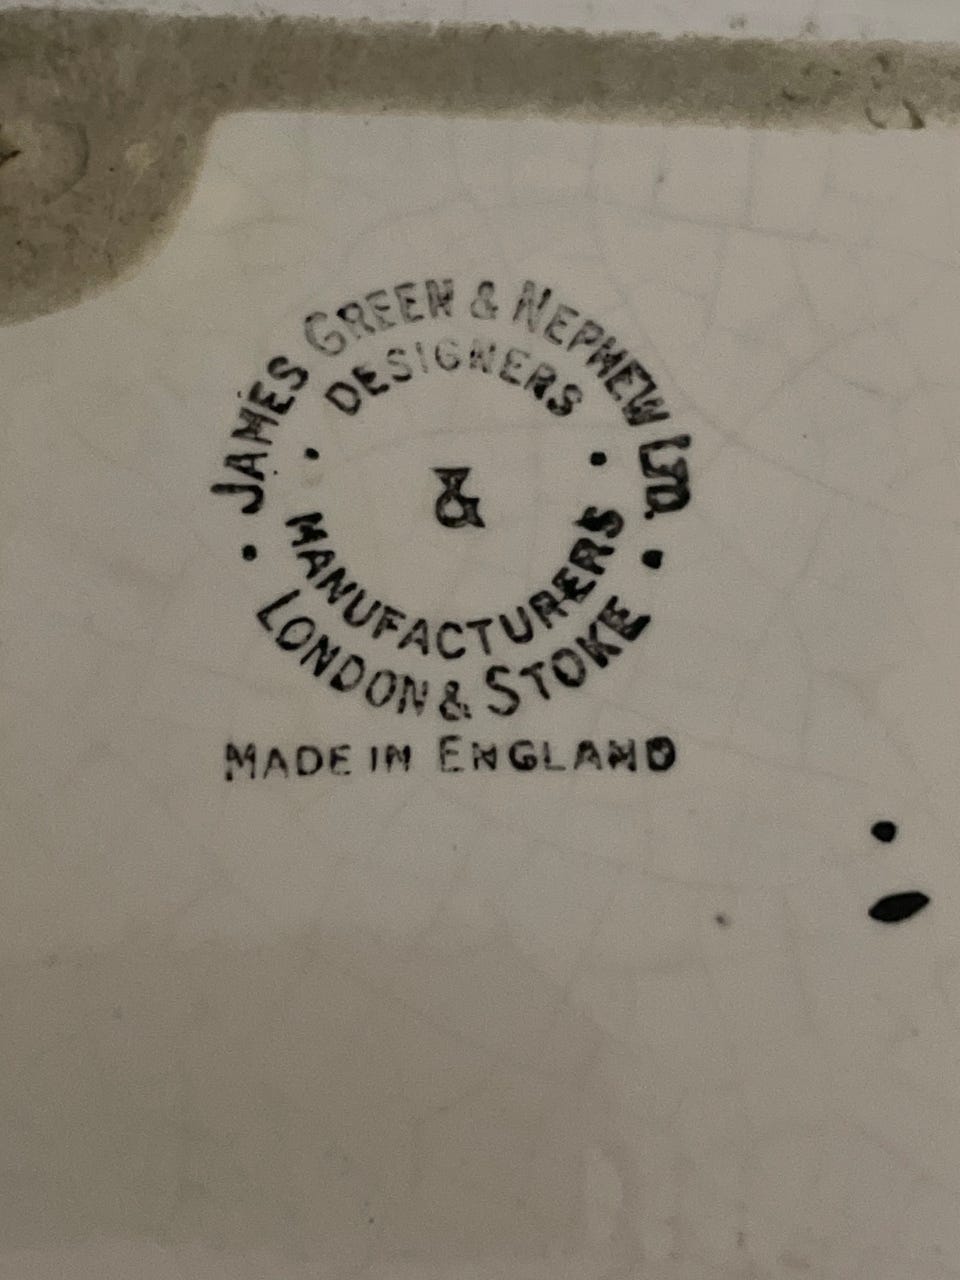 JAMES GREEN & NEPHEW LTD.
DESIGNERS
&
MANUFACTURERS
LONDON & STOKE
MADE IN ENGLAND